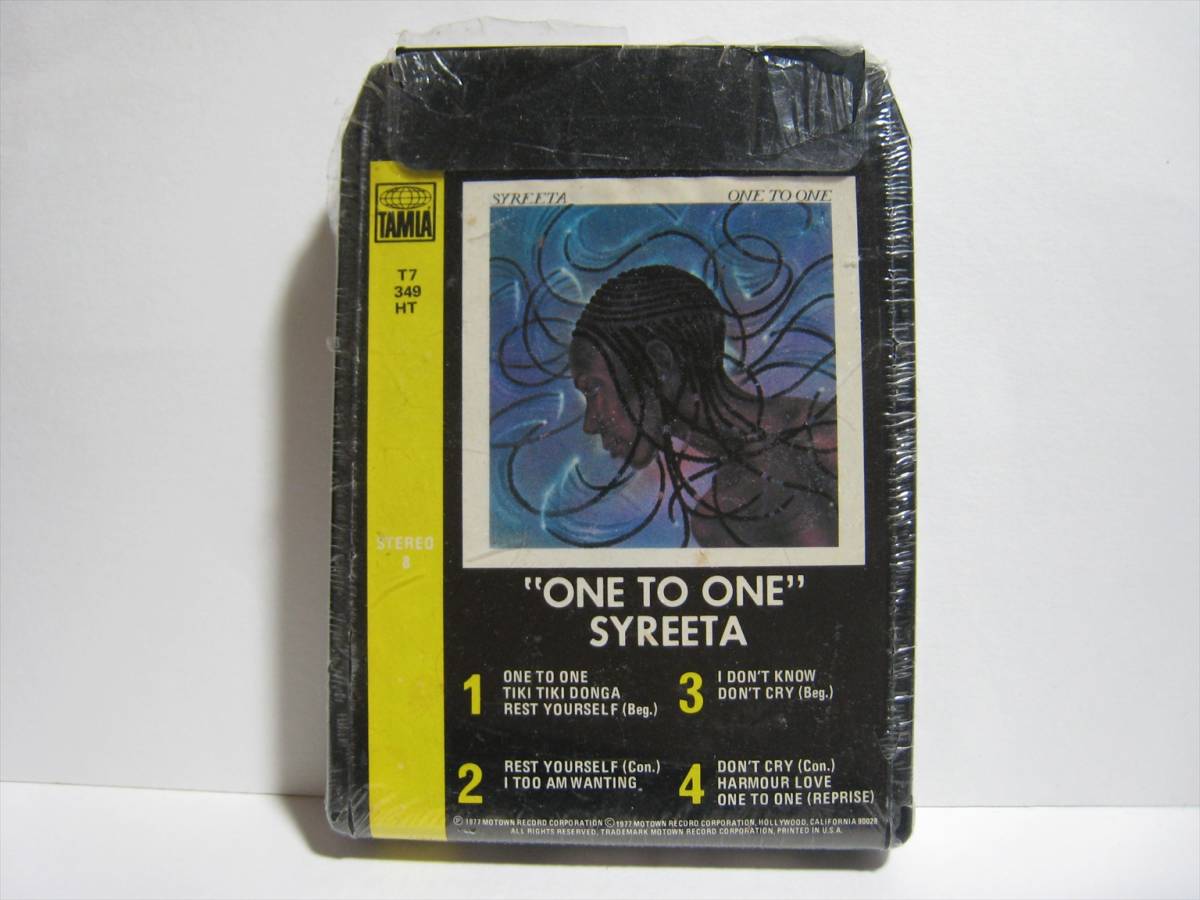 TAMLA
T7
349
HT
STEREO
8
SYREETA ONE TO ONE
"ONE TO ONE"
SYREETA
1 ONE TO ONE
TIKI TIKI DONGA
REST YOURSELF (Beg.)
2 REST YOURSELF (Con.)
I TOO AM WANTING
3 I DON'T KNOW
DON'T CRY (Beg.)
4 DON'T CRY (Con.)
HARMOUR LOVE
ONE TO ONE (REPRISE)
℗ 1977 MOTOWN RECORD CORPORATION © 1977 MOTOWN RECORD CORPORATION, HOLLYWOOD, CALIFORNIA 90028
ALL RIGHTS RESERVED, TRADEMARK MOTOWN RECORD CORPORATION, PRINTED IN U.S.A.